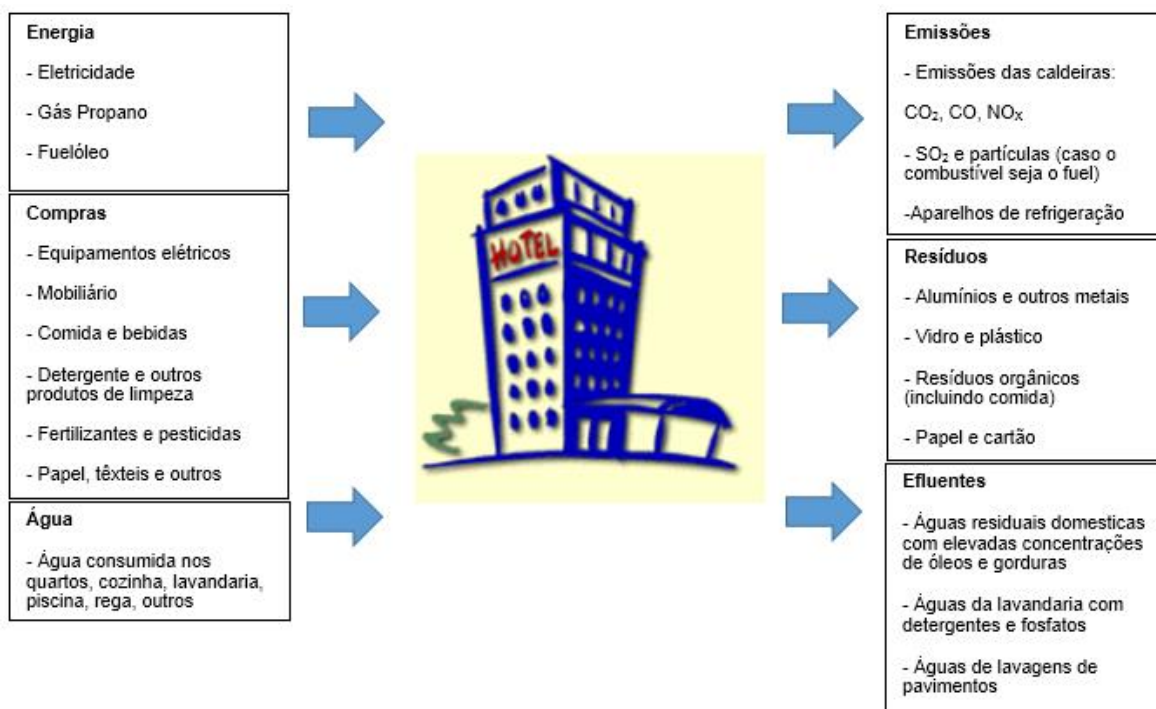 Energia
- Eletricidade
- Gás Propano
- Fuelóleo
Compras
- Equipamentos elétricos
- Mobiliário
- Comida e bebidas
- Detergente e outros
produtos de limpeza
- Fertilizantes e pesticidas
- Papel, têxteis e outros
Água
- Água consumida nos
quartos, cozinha, lavandaria,
piscina, rega, outros
HOTEL
Emissões
- Emissões das caldeiras:
CO₂, CO, NOₓ
- SO₂ e partículas (caso o
combustível seja o fuel)
-Aparelhos de refrigeração
Resíduos
- Alumínios e outros metais
- Vidro e plástico
- Resíduos orgânicos
(incluindo comida)
- Papel e cartão
Efluentes
- Águas residuais domesticas
com elevadas concentrações
de óleos e gorduras
- Águas da lavandaria com
detergentes e fosfatos
- Águas de lavagens de
pavimentos